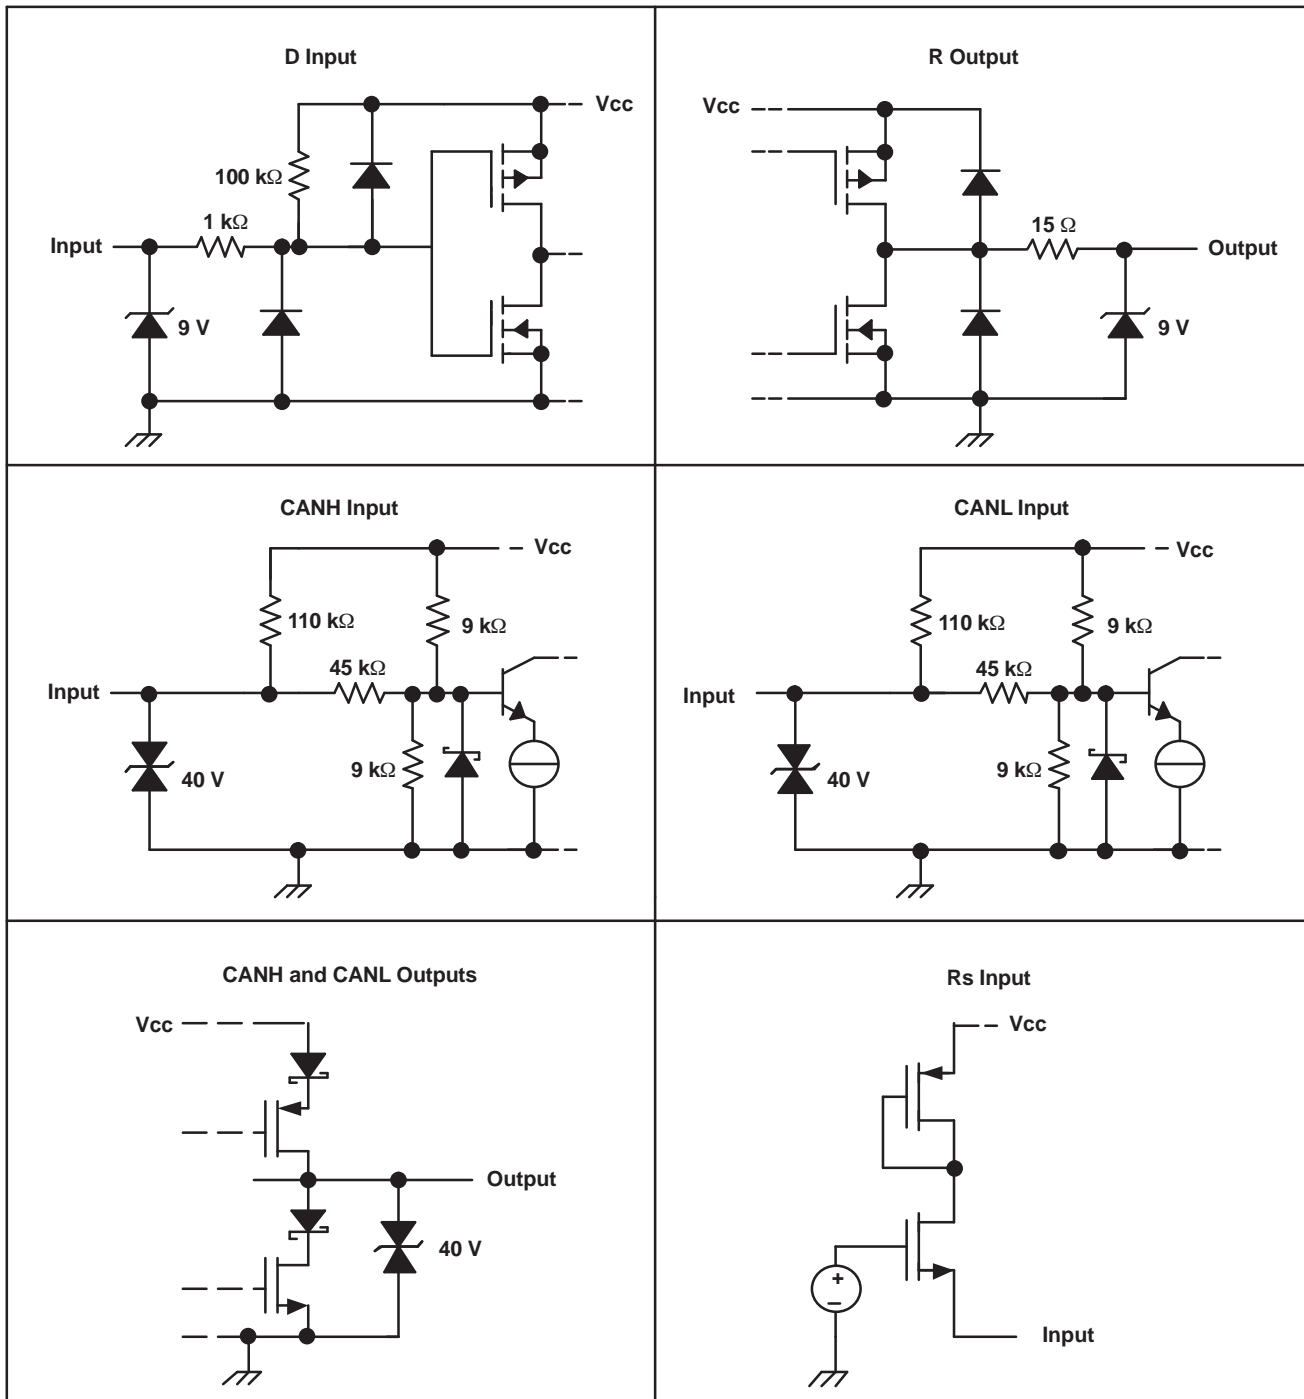 D Input
Vcc
100 kΩ
1 kΩ
Input
9 V
R Output
Vcc
15 Ω
Output
9 V
CANH Input
Vcc
110 kΩ
9 kΩ
45 kΩ
Input
9 kΩ
40 V
CANL Input
Vcc
110 kΩ
9 kΩ
45 kΩ
Input
9 kΩ
40 V
CANH and CANL Outputs
Vcc
Output
40 V
Rs Input
Vcc
+
–
Input